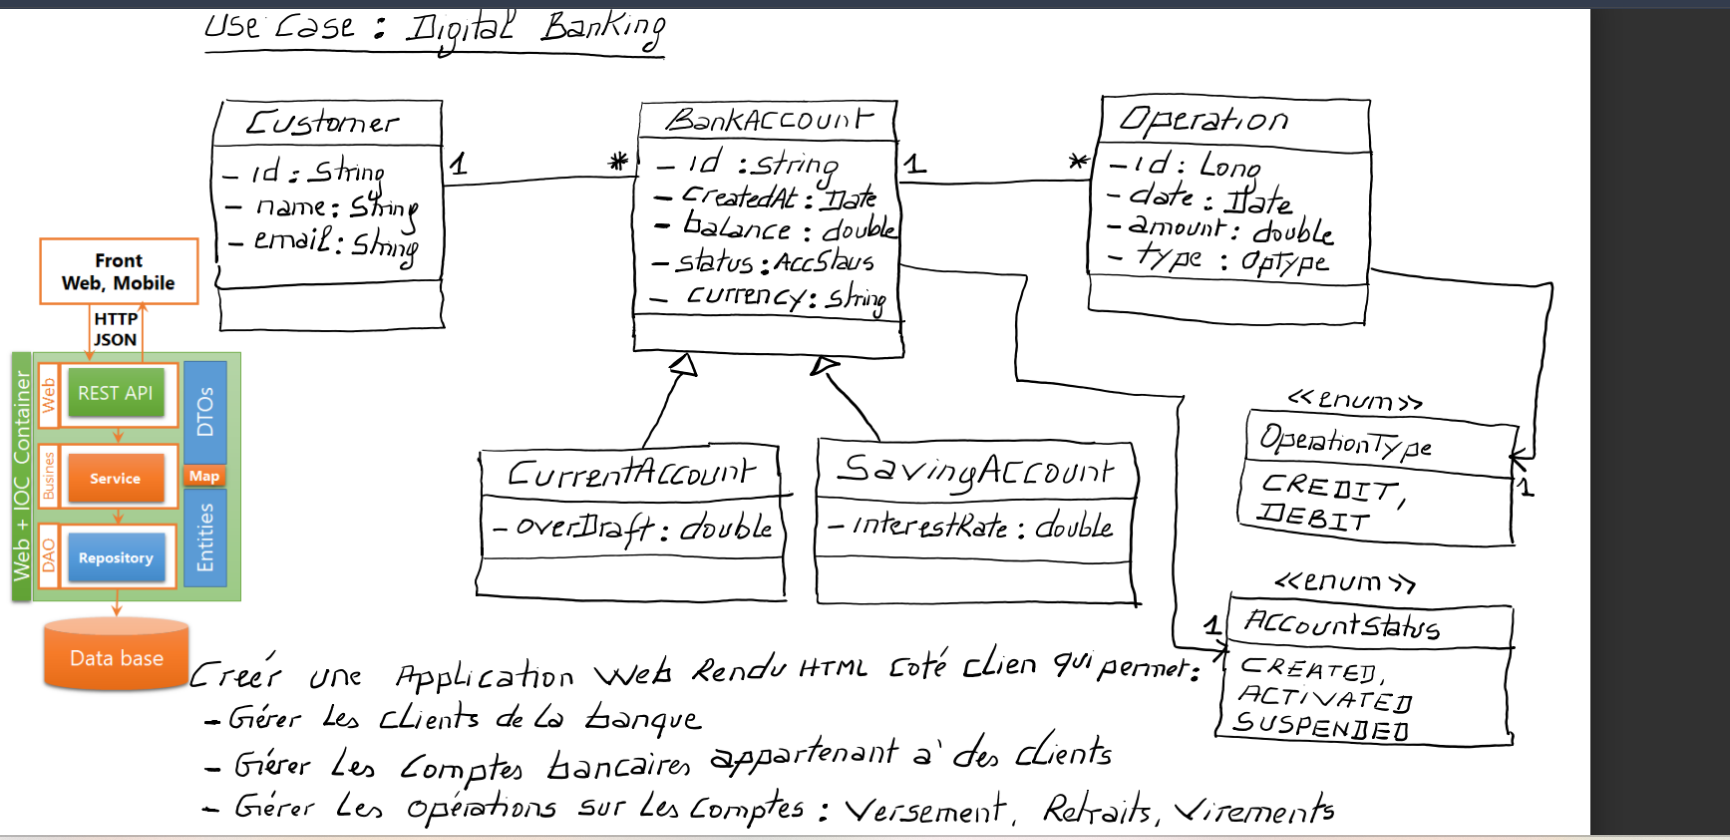 Use Case : Digital Banking
Customer
- id : String
- name : String
- email : String
1
*
BankAccount
- id : string
- CreatedAt : Date
- balance : double
- status : AccStaus
- currency : string
1
*
Operation
- id : Long
- date : Date
- amount : double
- type : OpType
Front
Web, Mobile
HTTP
JSON
Web + IOC Container
Web
REST API
DTOs
Busines
Service
Map
DAO
Repository
Entities
Data base
CurrentAccount
- overDraft : double
SavingAccount
- interestRate : double
<<enum>>
OperationType
CREDIT,
DEBIT
1
<<enum>>
1
AccountStatus
CREATED,
ACTIVATED
SUSPENDED
Creér une Application Web Rendu HTML Coté Clien qui permet :
- Gérer Les clients de La banque
- Gérer Les Comptes bancaires appartenant à des clients
- Gérer Les opérations sur Les Comptes : Versement, Retraits, Virements